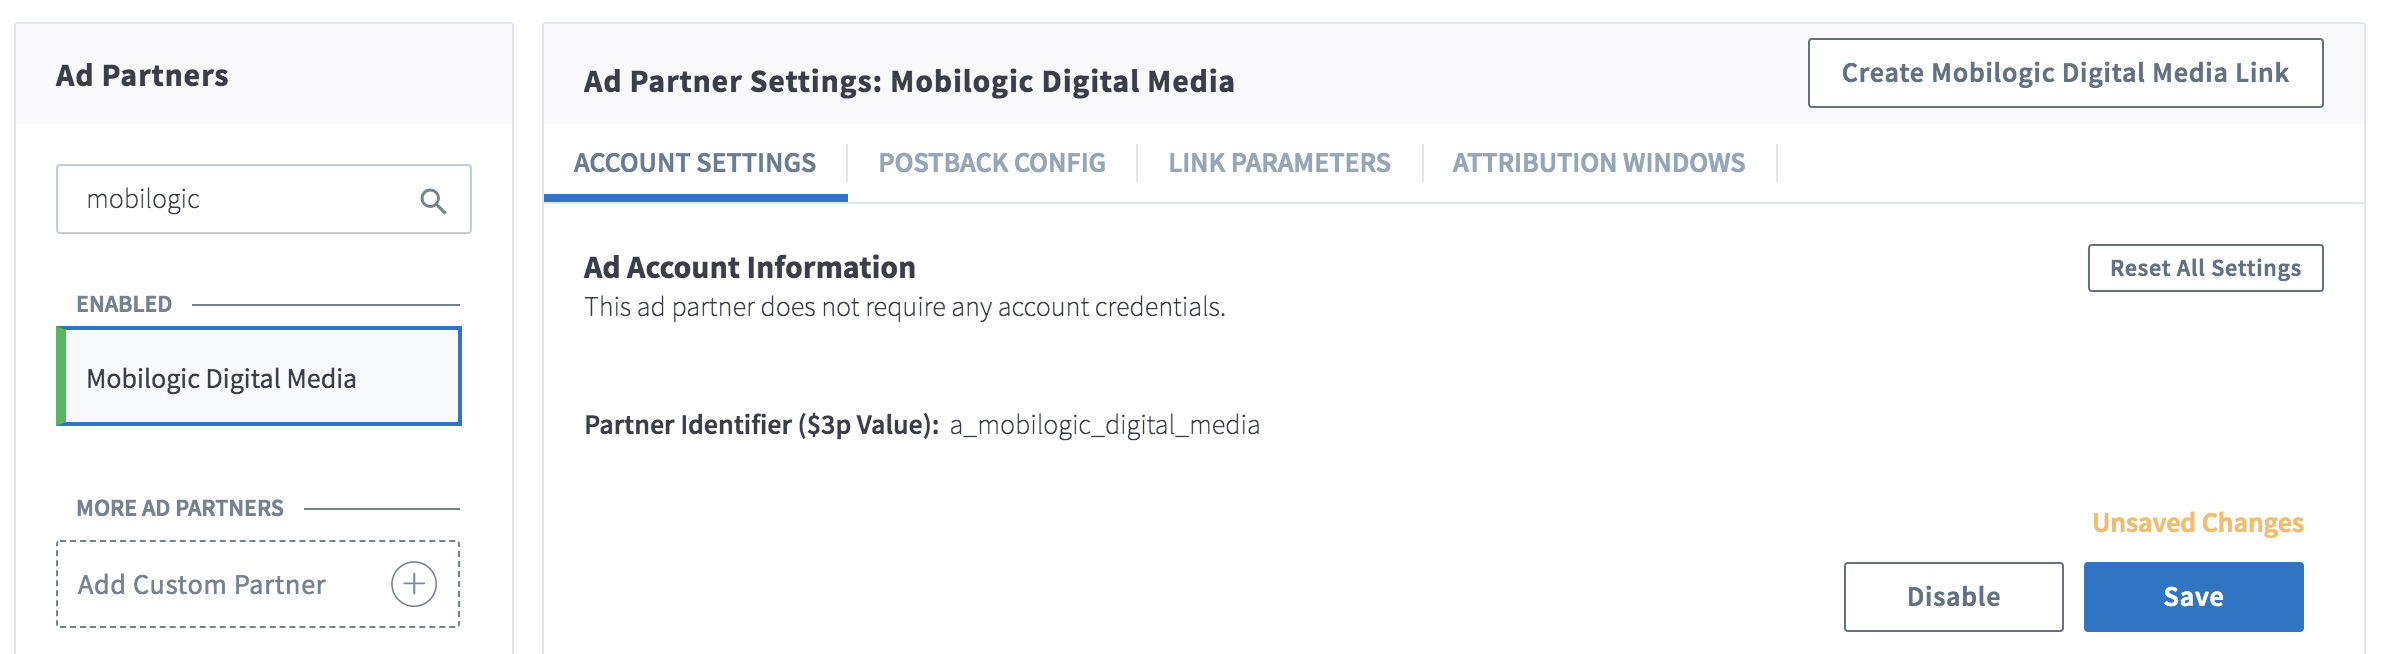 Ad Partners
mobilogic
ENABLED
Mobilogic Digital Media
MORE AD PARTNERS
Add Custom Partner
Ad Partner Settings: Mobilogic Digital Media
Create Mobilogic Digital Media Link
ACCOUNT SETTINGS
POSTBACK CONFIG
LINK PARAMETERS
ATTRIBUTION WINDOWS
Ad Account Information
Reset All Settings
This ad partner does not require any account credentials.
Partner Identifier ($3p Value): a_mobilogic_digital_media
Unsaved Changes
Disable
Save